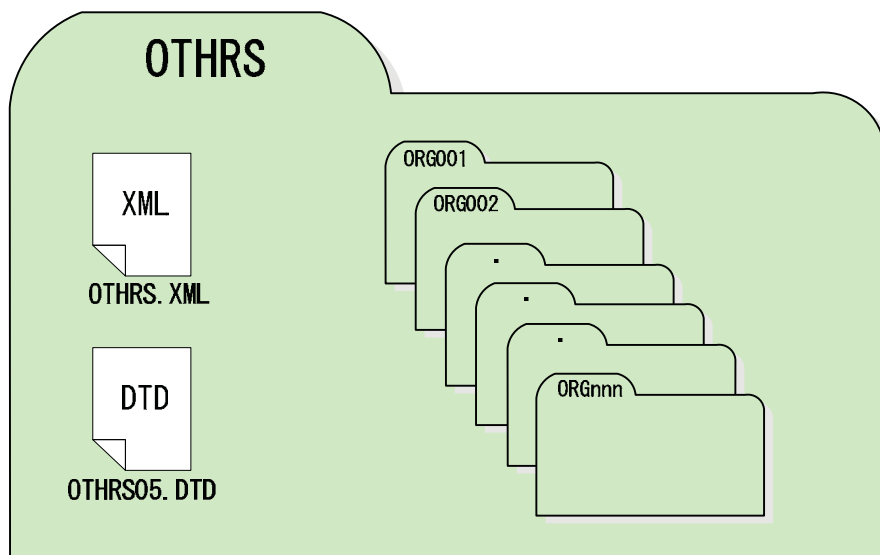 OTHRS
XML
OTHRS.XML
DTD
OTHRS05.DTD
ORG001
ORG002
.
.
.
ORGnnn